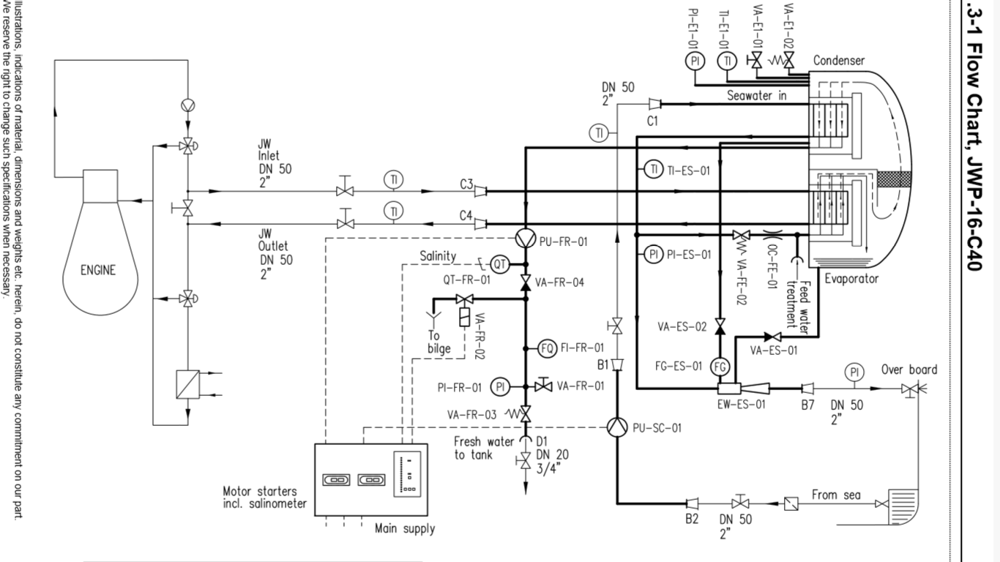 .3-1 Flow Chart, JWP-16-C40
PI-E1-01
TI-E1-01
VA-E1-01
VA-E1-02
PI
TI
Condenser
DN 50
2"
Seawater in
C1
TI
JW
Inlet
DN 50
2"
TI
C3
TI
TI-ES-01
TI
C4
JW
Outlet
DN 50
2"
PU-FR-01
PI
PI-ES-01
VA-FE-02
OC-FE-01
Feed water
treatment
Evaporator
ENGINE
Salinity
QT
QT-FR-01
VA-FR-04
To
bilge
VA-FR-02
VA-ES-02
VA-ES-01
FQ
FI-FR-01
B1
FG-ES-01
FG
PI
Over board
PI-FR-01
PI
VA-FR-01
EW-ES-01
B7
DN 50
2"
VA-FR-03
PU-SC-01
Fresh water
to tank
D1
DN 20
3/4"
Motor starters
incl. salinometer
Main supply
From sea
B2
DN 50
2"
Illustrations, indications of material, dimensions and weights etc. herein, do not constitute any commitment on our part.
We reserve the right to change such specifications when necessary.